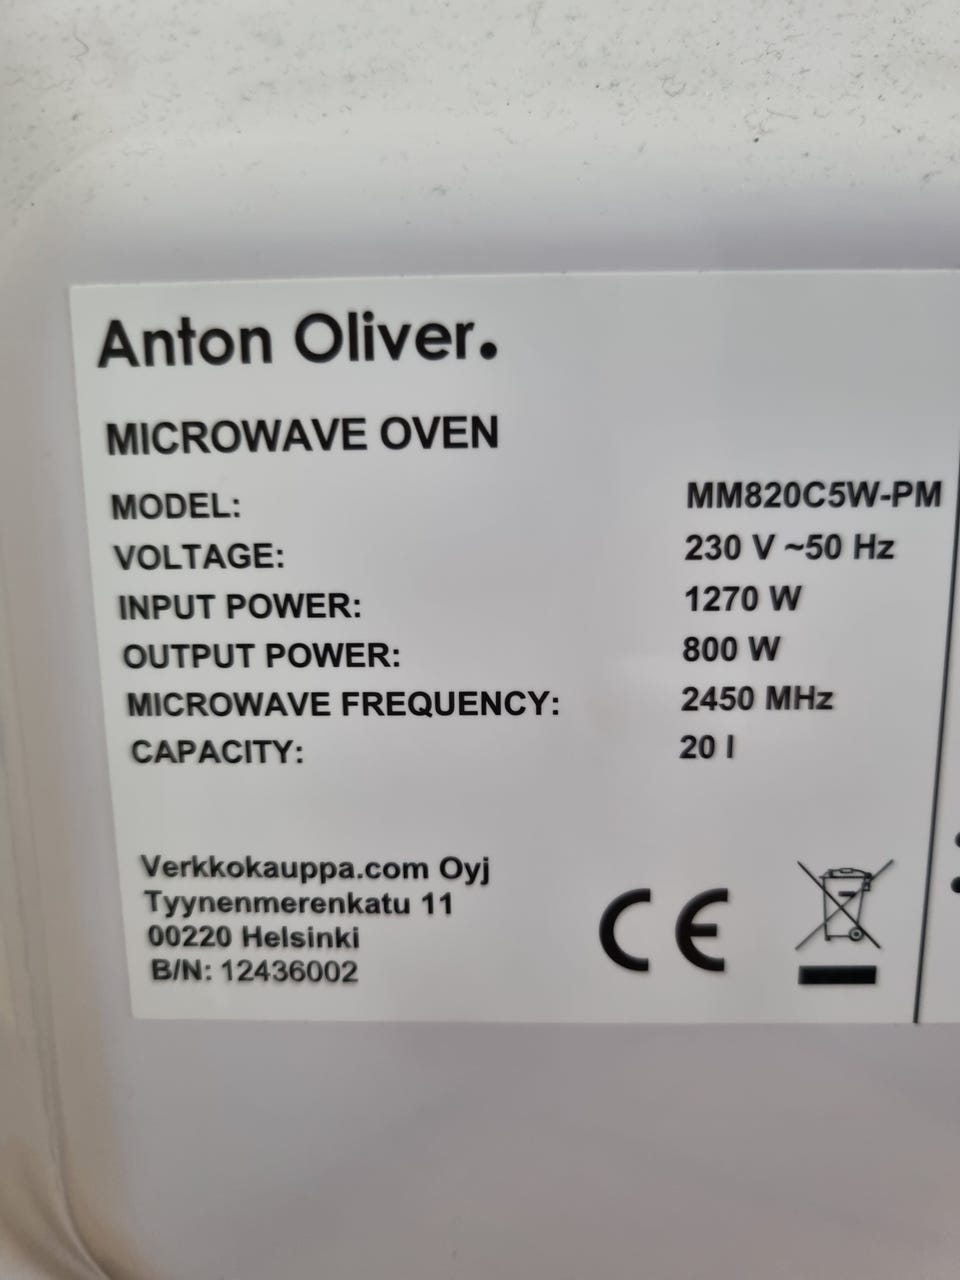 Anton Oliver.
MICROWAVE OVEN
MODEL: MM820C5W-PM
VOLTAGE: 230 V ~50 Hz
INPUT POWER: 1270 W
OUTPUT POWER: 800 W
MICROWAVE FREQUENCY: 2450 MHz
CAPACITY: 20 l
Verkkokauppa.com Oyj
Tyynenmerenkatu 11
00220 Helsinki
B/N: 12436002
CE